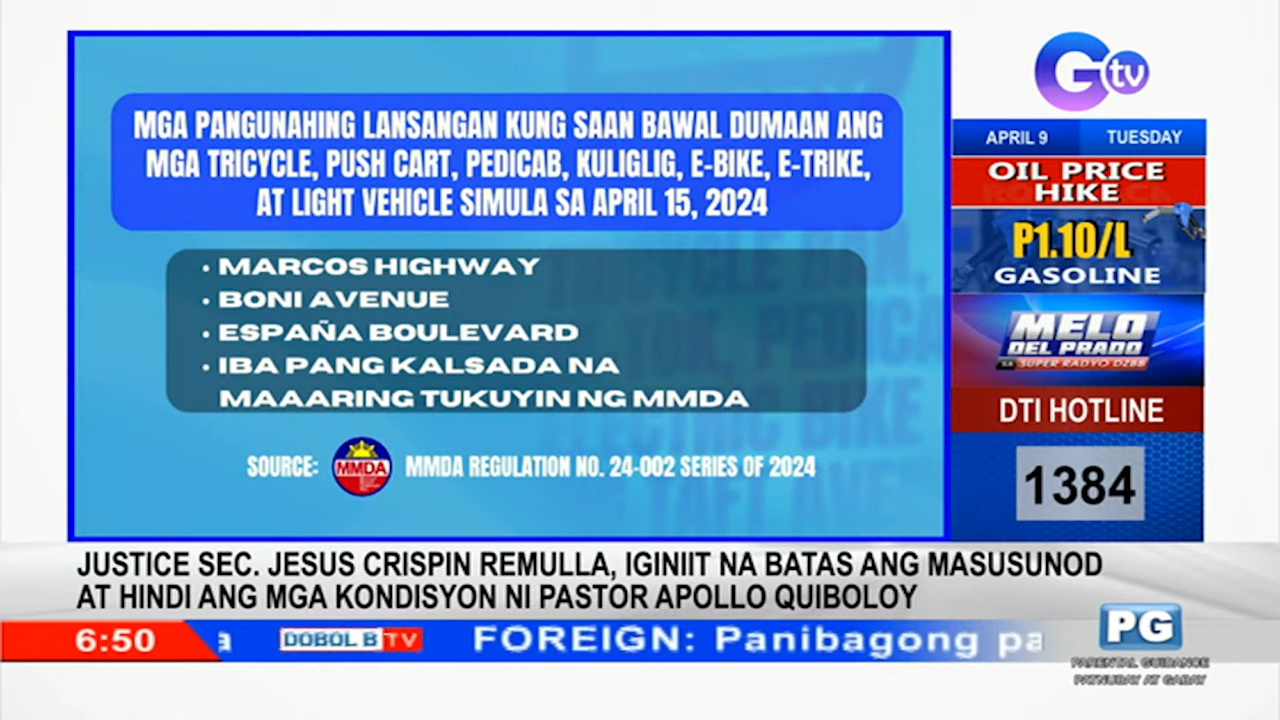 MGA PANGUNAHING LANSANGAN KUNG SAAN BAWAL DUMAAN ANG
MGA TRICYCLE, PUSH CART, PEDICAB, KULIGLIG, E-BIKE, E-TRIKE,
AT LIGHT VEHICLE SIMULA SA APRIL 15, 2024
• MARCOS HIGHWAY
• BONI AVENUE
• ESPAÑA BOULEVARD
• IBA PANG KALSADA NA
MAAARING TUKUYIN NG MMDA
SOURCE: MMDA MMDA REGULATION NO. 24-002 SERIES OF 2024
Gtv
APRIL 9 TUESDAY
OIL PRICE
HIKE
P1.10/L
GASOLINE
MELO
DEL PRADO
SA SUPER RADYO DZBB
DTI HOTLINE
1384
JUSTICE SEC. JESUS CRISPIN REMULLA, IGINIIT NA BATAS ANG MASUSUNOD
AT HINDI ANG MGA KONDISYON NI PASTOR APOLLO QUIBOLOY
6:50 a DOBOL B TV FOREIGN: Panibagong pa
PG
PARENTAL GUIDANCE
PATNUBAY AT GABAY